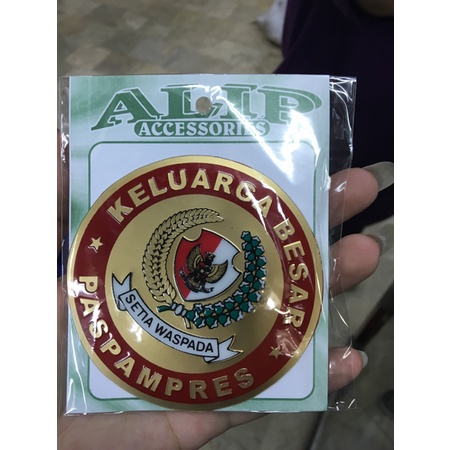 ALIP
ACCESSORIES
KELUARGA BESAR
SETIA WASPADA
PASPAMPRES